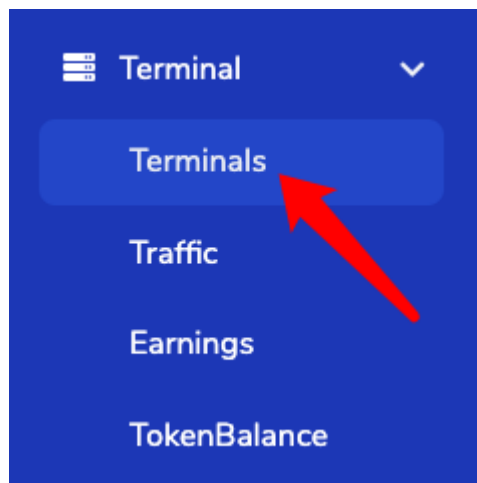 Terminal
Terminals
Traffic
Earnings
TokenBalance